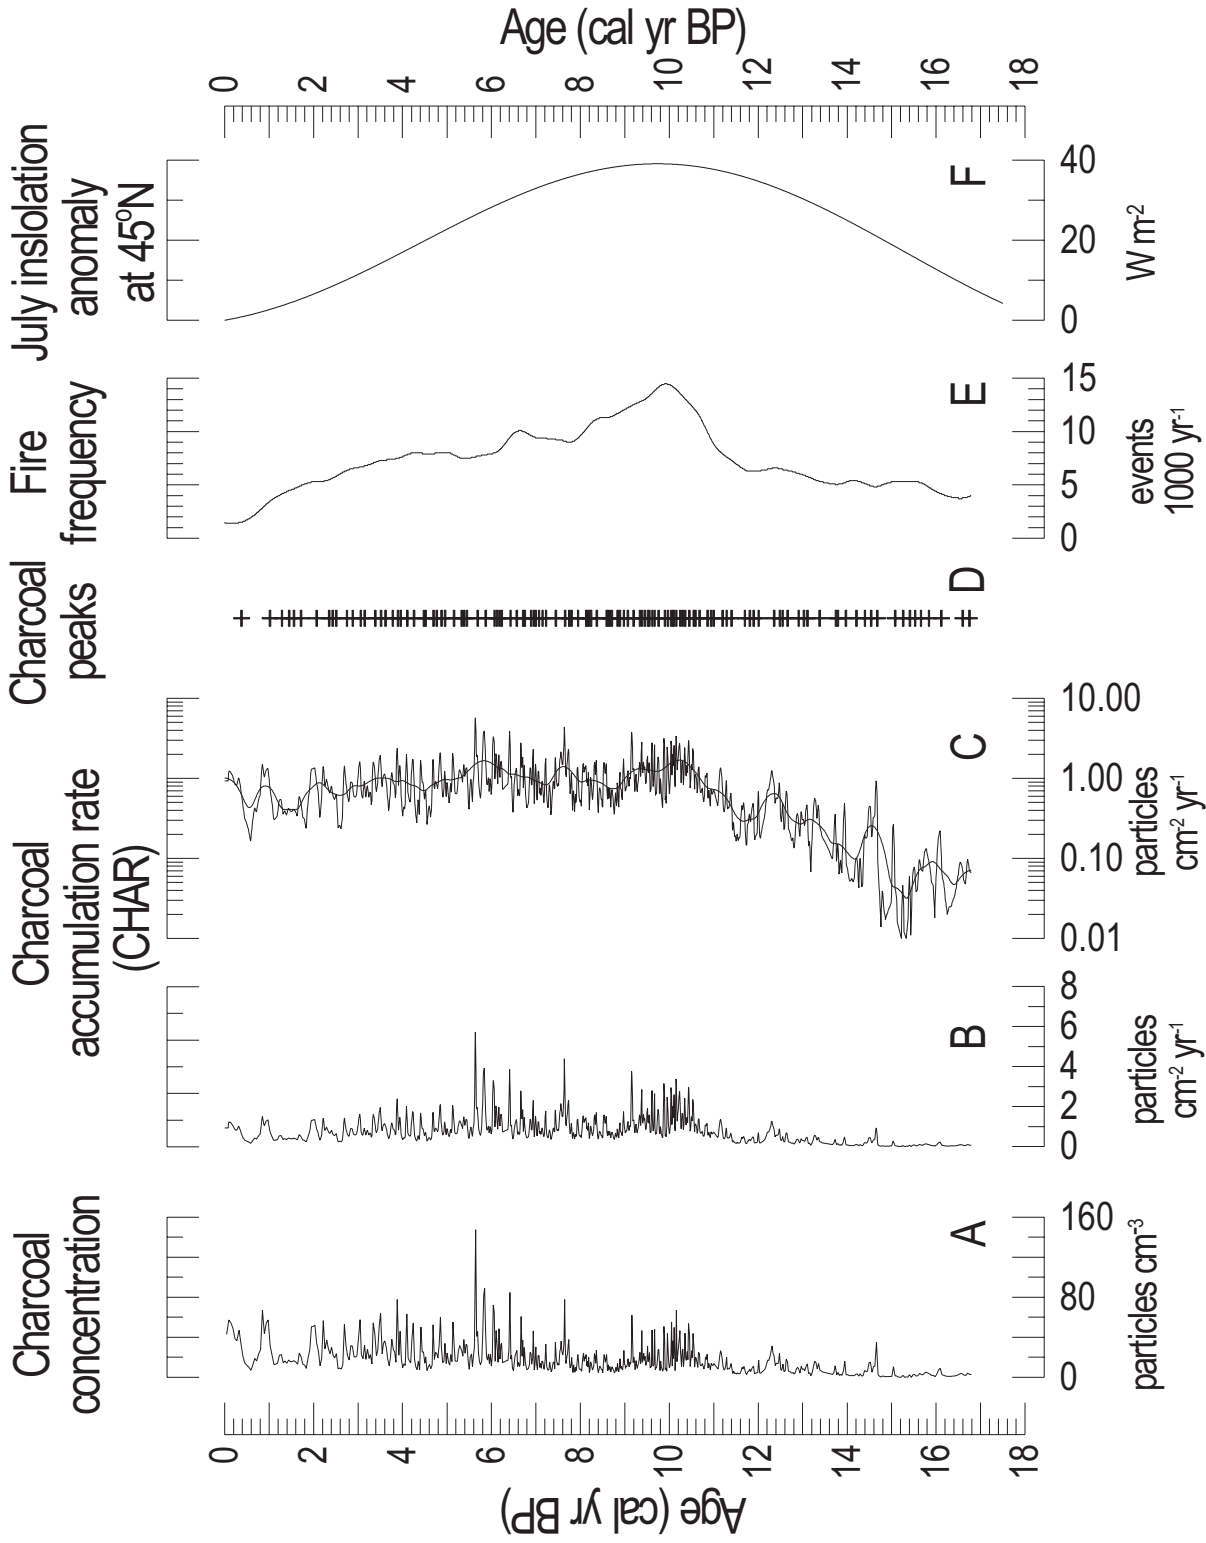 Age (cal yr BP)
0 2 4 6 8 10 12 14 16 18
July inslolation
anomaly
at 45ºN
F
0 20 40
W m-2
Fire
frequency
E
0 5 10 15
events
1000 yr-1
Charcoal
peaks
D
Charcoal
accumulation rate
(CHAR)
C
0.01 0.10 1.00 10.00
particles
cm-2 yr-1
B
0 2 4 6 8
particles
cm-2 yr-1
Charcoal
concentration
A
0 80 160
particles cm-3
0 2 4 6 8 10 12 14 16 18
Age (cal yr BP)